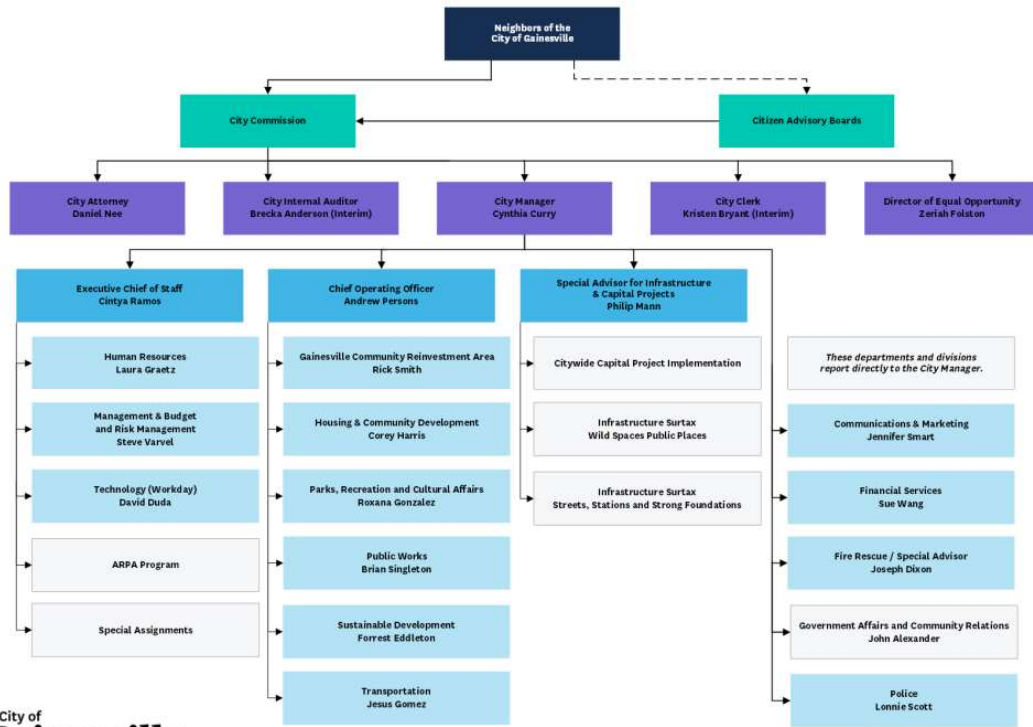 Neighbors of the
City of Gainesville
City Commission
Citizen Advisory Boards
City Attorney
Daniel Nee
City Internal Auditor
Brecka Anderson (Interim)
City Manager
Cynthia Curry
City Clerk
Kristen Bryant (Interim)
Director of Equal Opportunity
Zeriah Folston
Executive Chief of Staff
Cintya Ramos
Chief Operating Officer
Andrew Persons
Special Advisor for Infrastructure
& Capital Projects
Philip Mann
Human Resources
Laura Graetz
Management & Budget
and Risk Management
Steve Varvel
Technology (Workday)
David Duda
ARPA Program
Special Assignments
Gainesville Community Reinvestment Area
Rick Smith
Housing & Community Development
Corey Harris
Parks, Recreation and Cultural Affairs
Roxana Gonzalez
Public Works
Brian Singleton
Sustainable Development
Forrest Eddleton
Transportation
Jesus Gomez
Citywide Capital Project Implementation
Infrastructure Surtax
Wild Spaces Public Places
Infrastructure Surtax
Streets, Stations and Strong Foundations
These departments and divisions
report directly to the City Manager.
Communications & Marketing
Jennifer Smart
Financial Services
Sue Wang
Fire Rescue / Special Advisor
Joseph Dixon
Government Affairs and Community Relations
John Alexander
Police
Lonnie Scott
City of